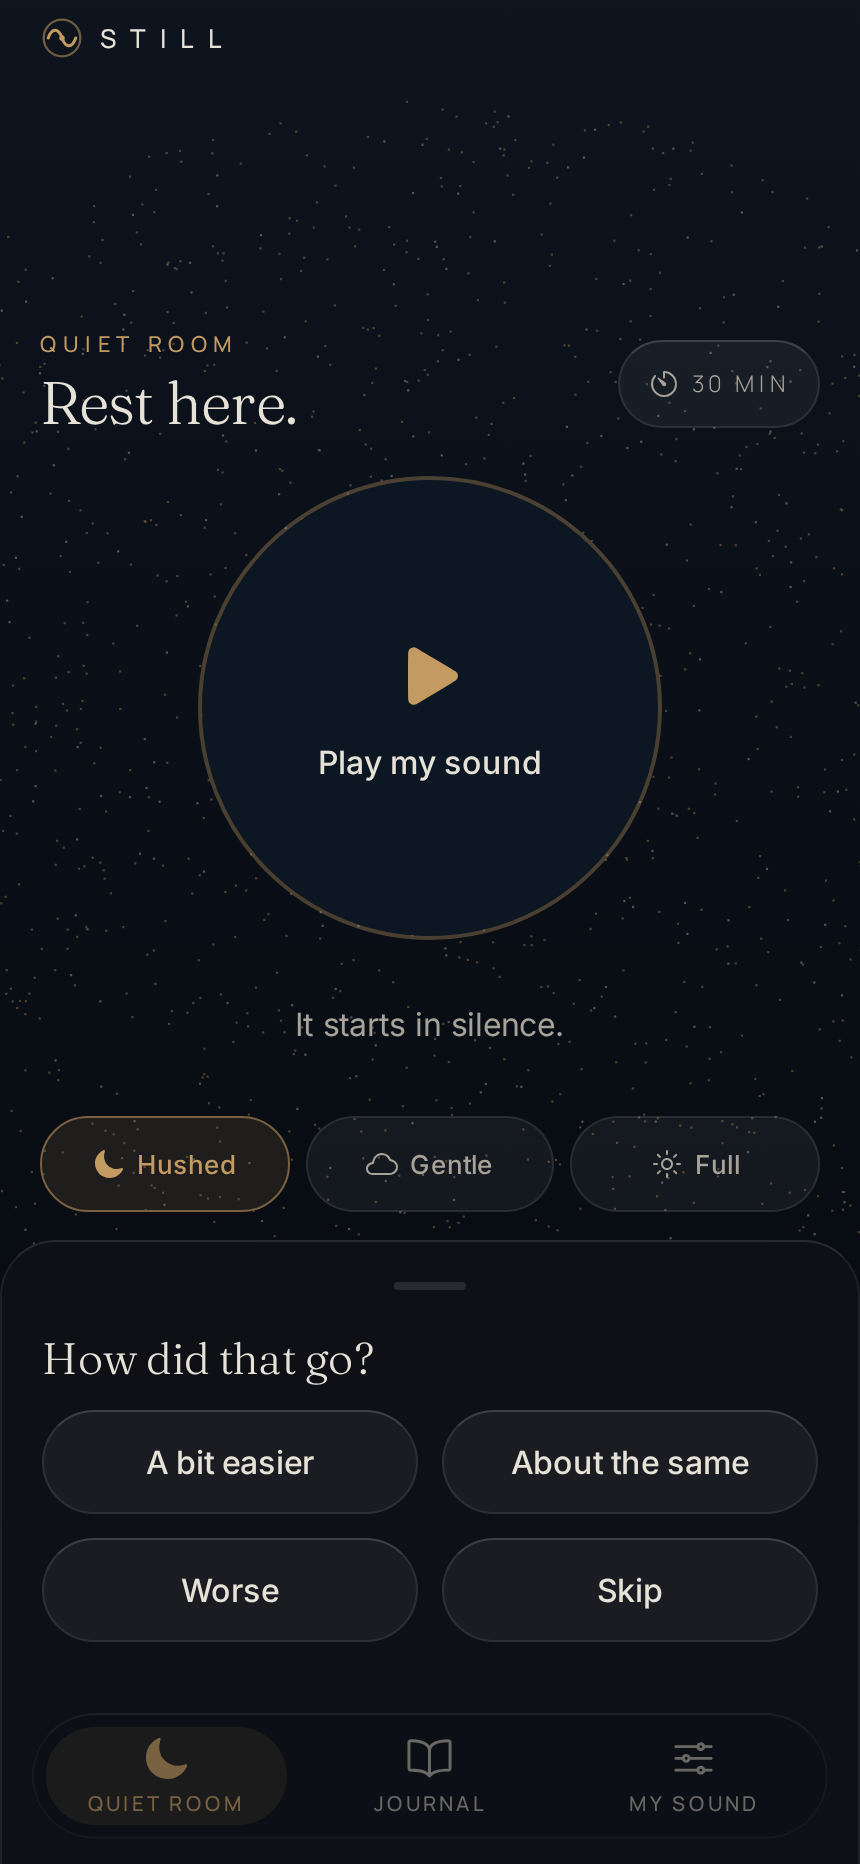 STILL
QUIET ROOM
Rest here.
30 MIN
Play my sound
It starts in silence.
Hushed
Gentle
Full
How did that go?
A bit easier
About the same
Worse
Skip
QUIET ROOM
JOURNAL
MY SOUND